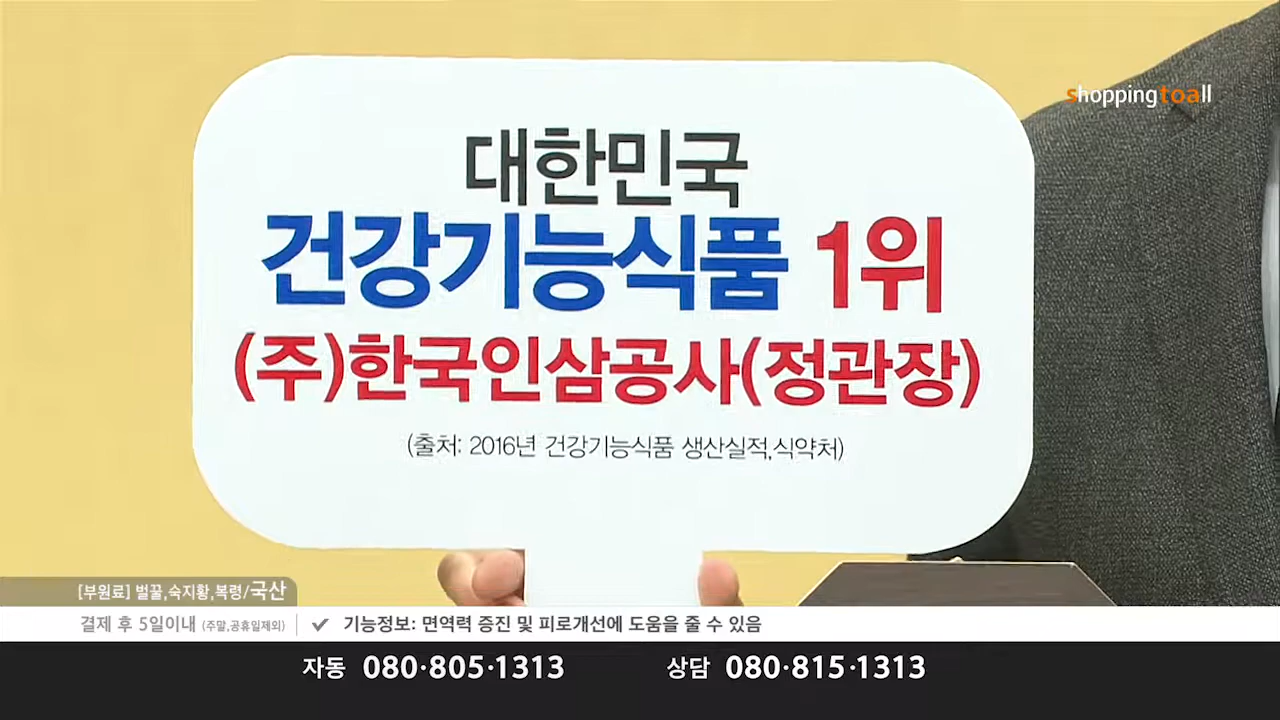 shoppingtoall
대한민국
건강기능식품 1위
(주)한국인삼공사(정관장)
(출처: 2016년 건강기능식품 생산실적,식약처)
[부원료] 벌꿀,숙지황,복령/국산
결제 후 5일이내 (주말,공휴일제외) ✓ 기능정보: 면역력 증진 및 피로개선에 도움을 줄 수 있음
자동 080·805·1313 상담 080·815·1313